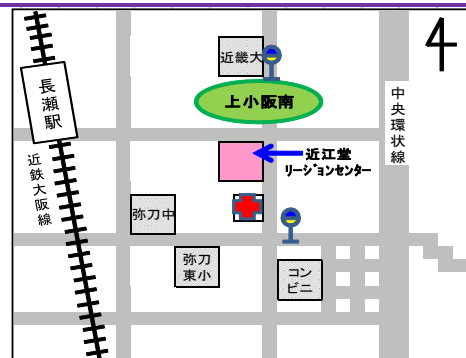 近畿大
上小阪南
長瀬駅
近鉄大阪線
中央環状線
近江堂
リージョンセンター
弥刀中
弥刀
東小
コン
ビニ